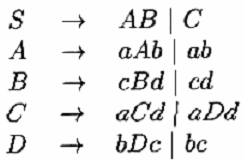 S → AB | C
A → aAb | ab
B → cBd | cd
C → aCd | aDd
D → bDc | bc